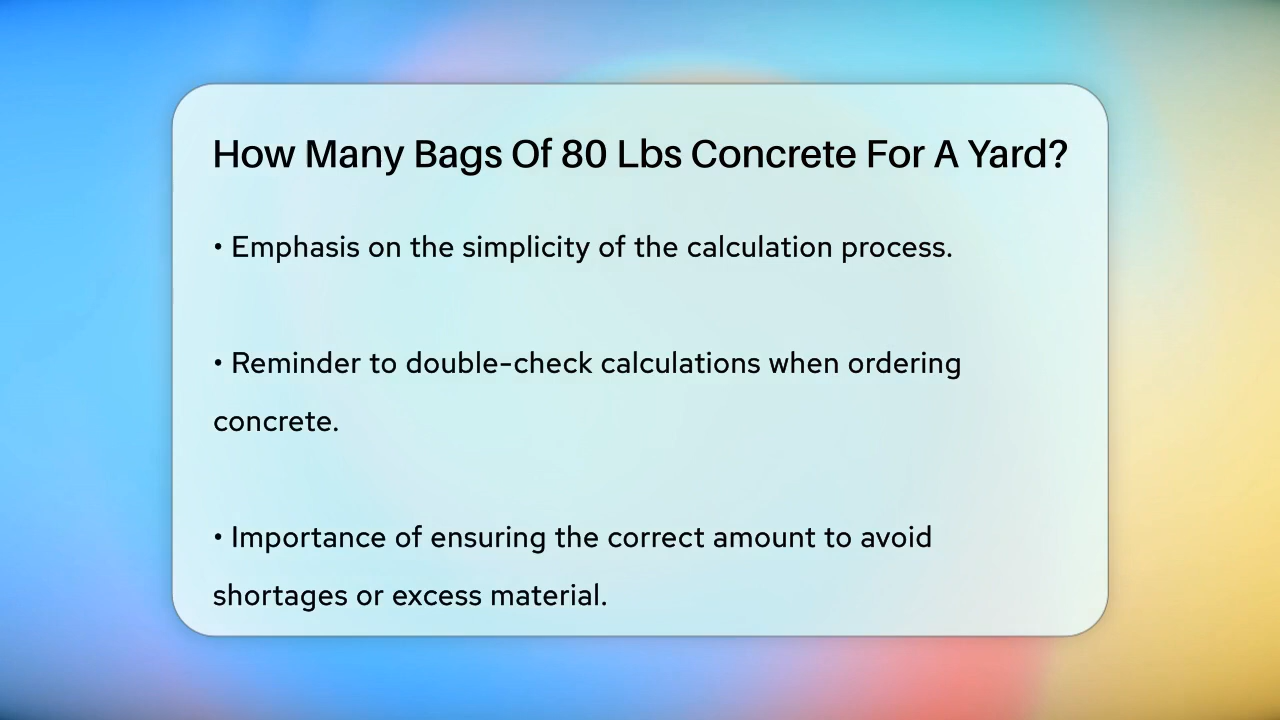 How Many Bags Of 80 Lbs Concrete For A Yard?
• Emphasis on the simplicity of the calculation process.
• Reminder to double-check calculations when ordering
concrete.
• Importance of ensuring the correct amount to avoid
shortages or excess material.